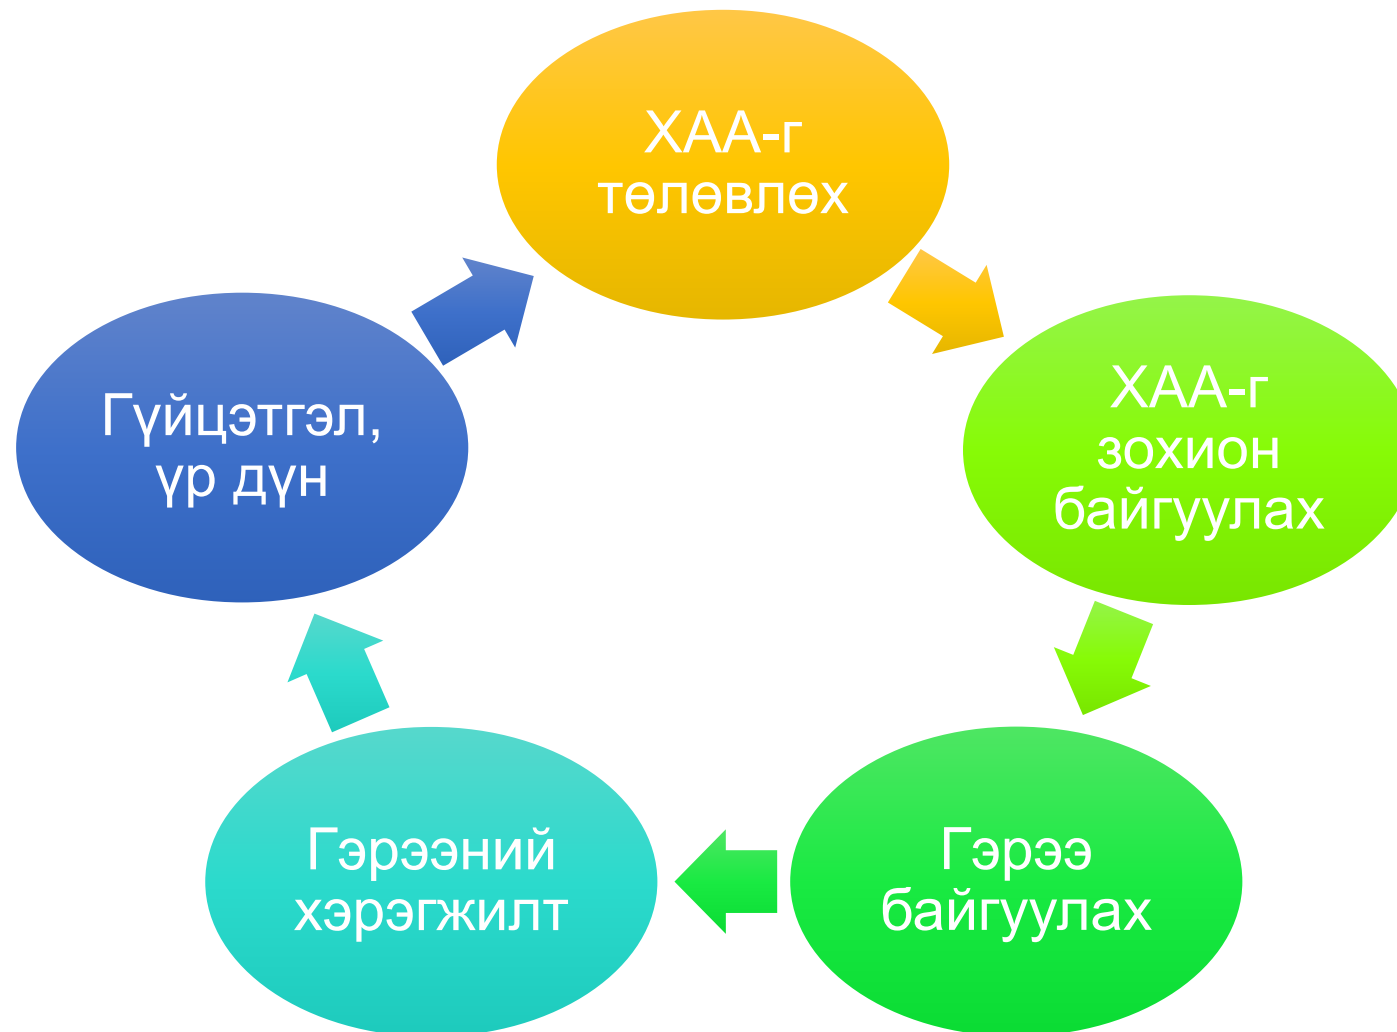 ХАА-г
төлөвлөх
ХАА-г
зохион
байгуулах
Гэрээ
байгуулах
Гэрээний
хэрэгжилт
Гүйцэтгэл,
үр дүн